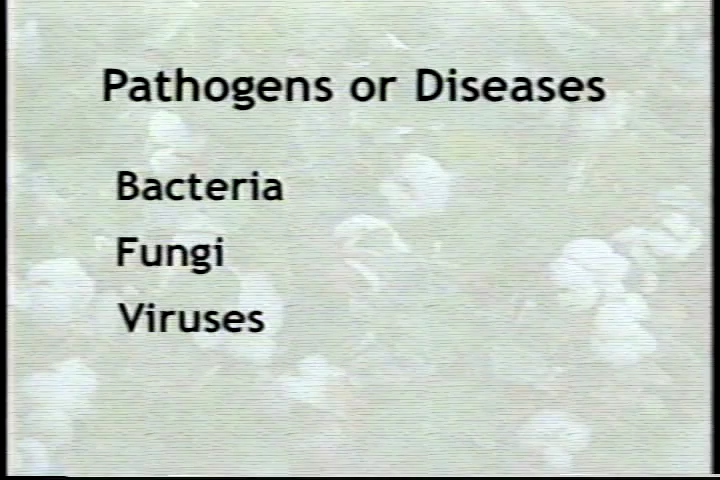 Pathogens or Diseases
Bacteria
Fungi
Viruses